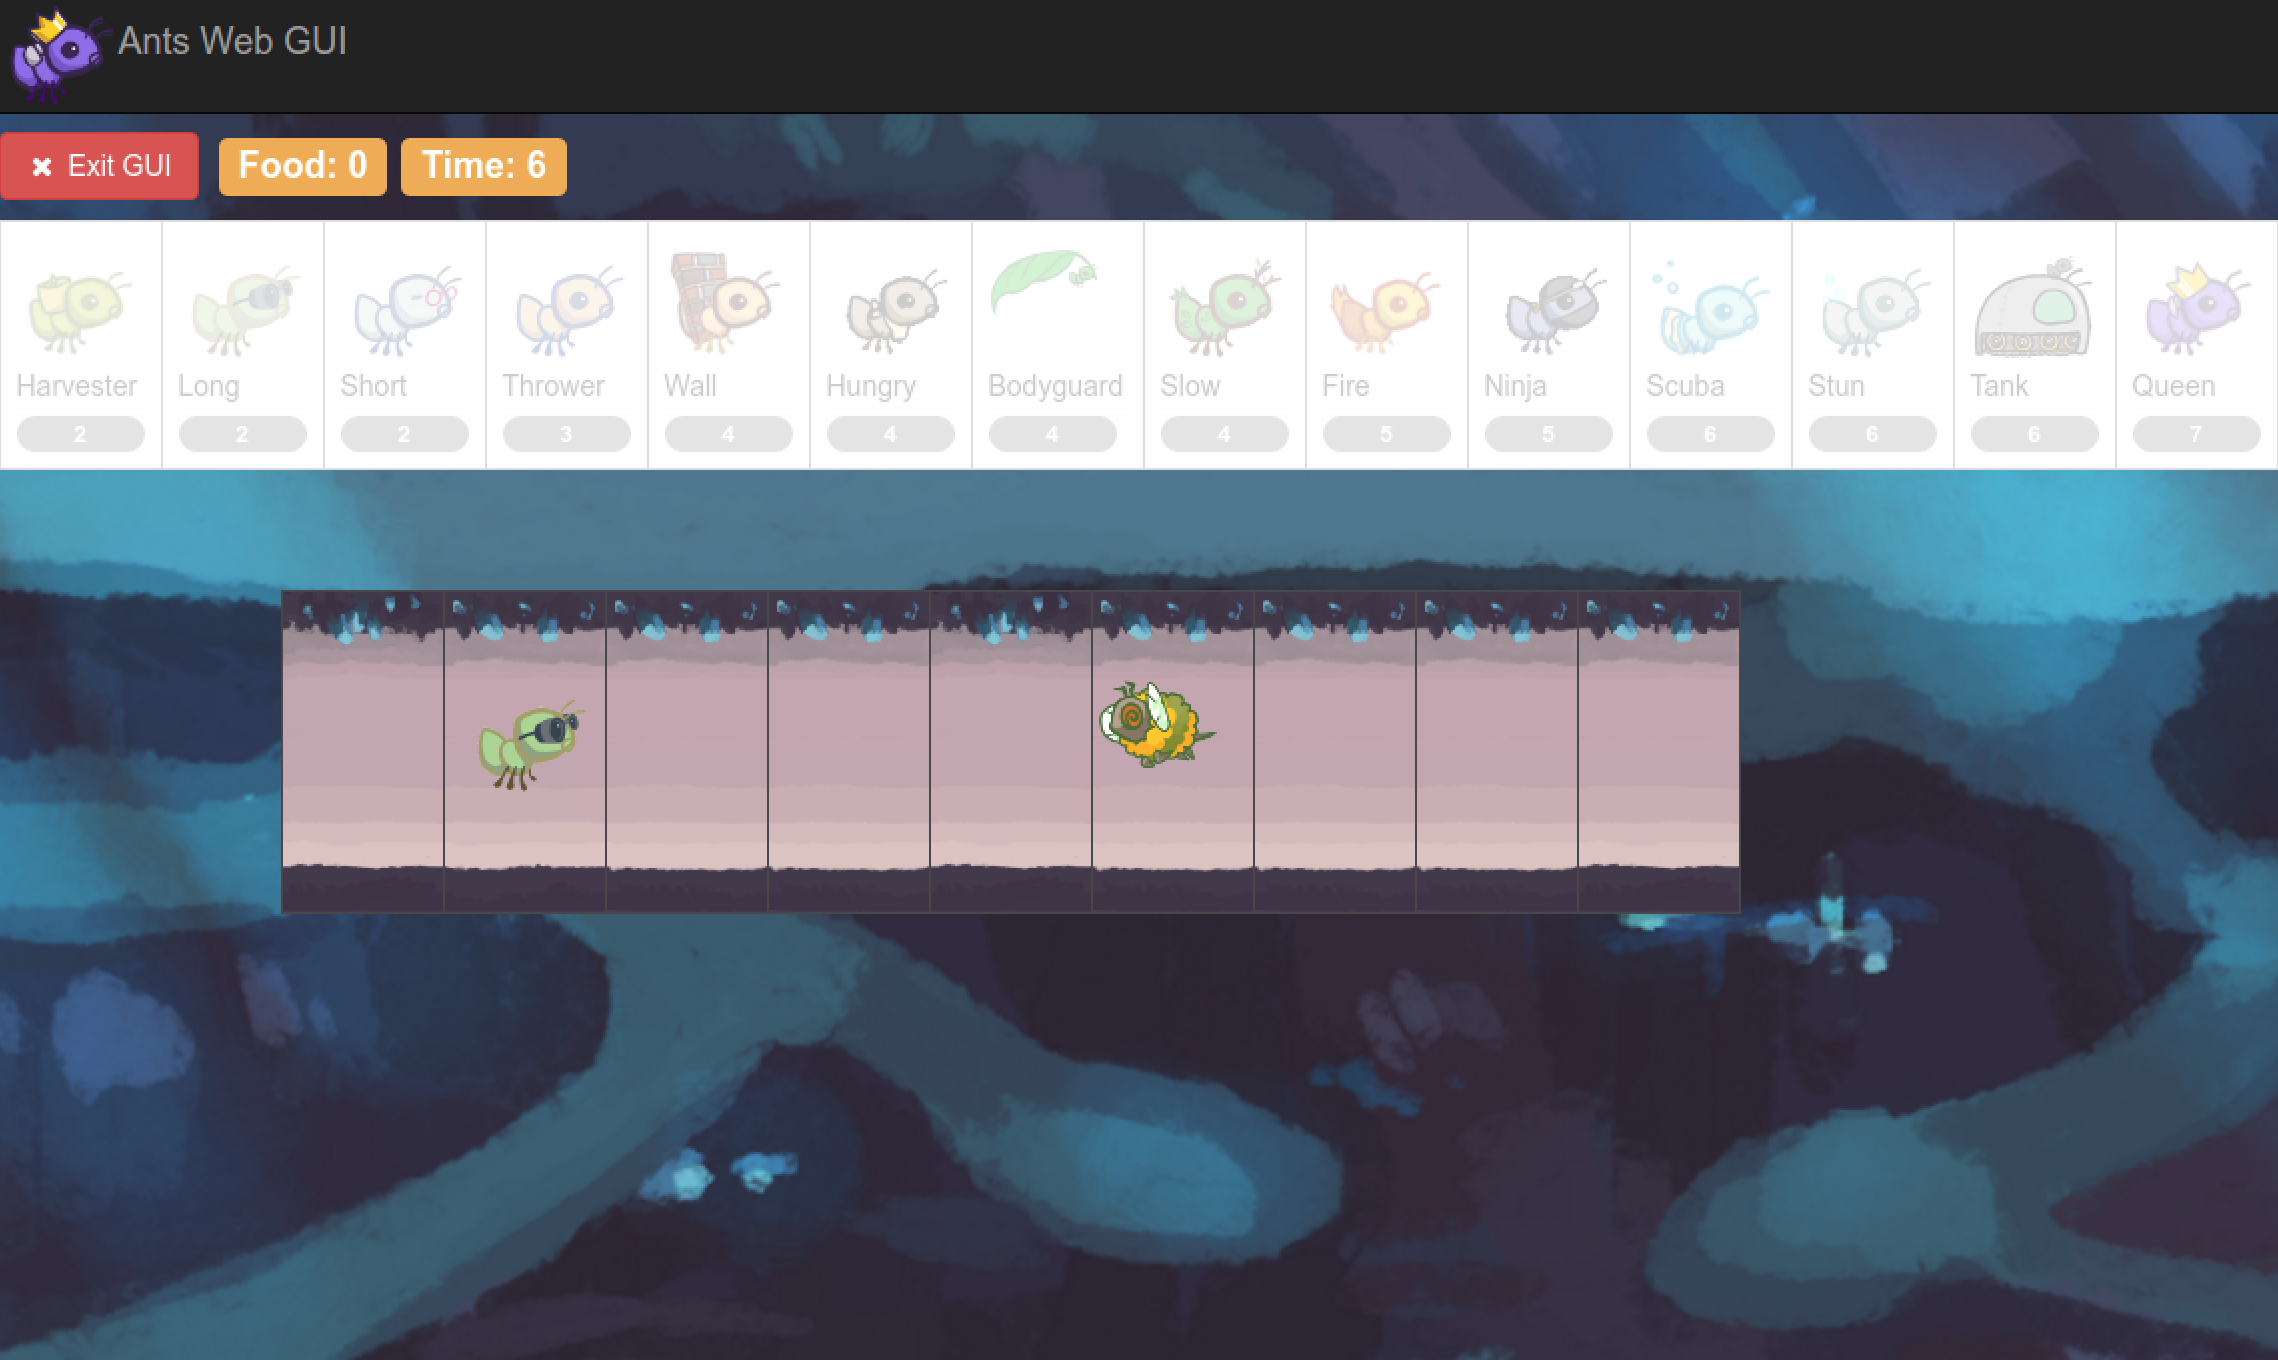 Ants Web GUI
✖ Exit GUI Food: 0 Time: 6
Harvester Long Short Thrower Wall Hungry Bodyguard Slow Fire Ninja Scuba Stun Tank Queen
2 2 2 3 4 4 4 4 5 5 6 6 6 7